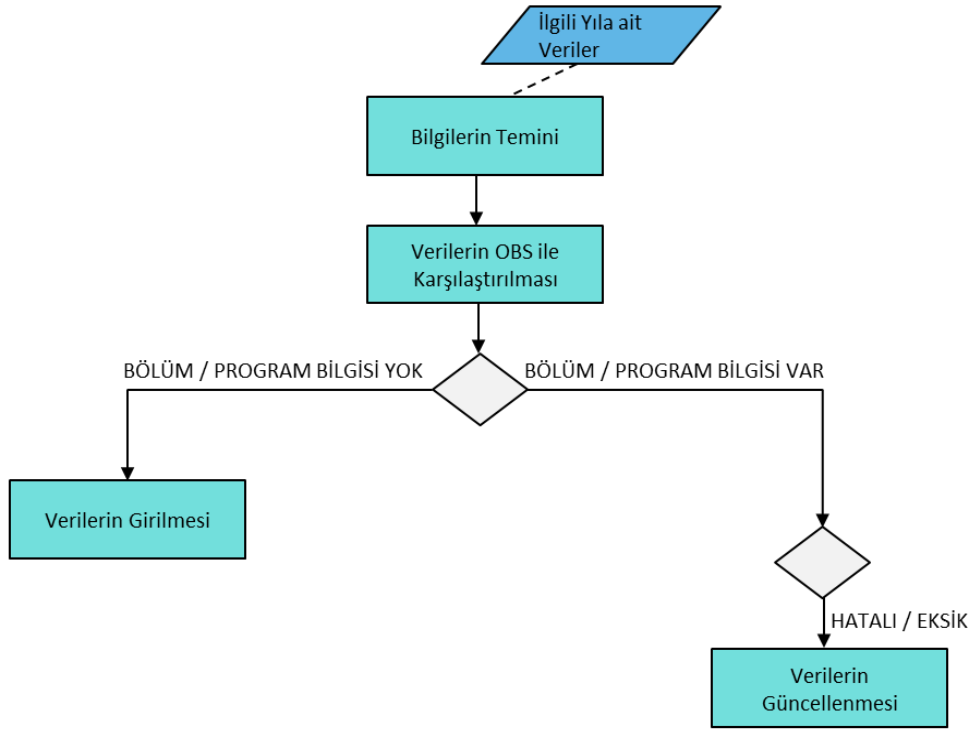 İlgili Yıla ait
Veriler
Bilgilerin Temini
Verilerin OBS ile
Karşılaştırılması
BÖLÜM / PROGRAM BİLGİSİ YOK
BÖLÜM / PROGRAM BİLGİSİ VAR
Verilerin Girilmesi
HATALI / EKSİK
Verilerin
Güncellenmesi